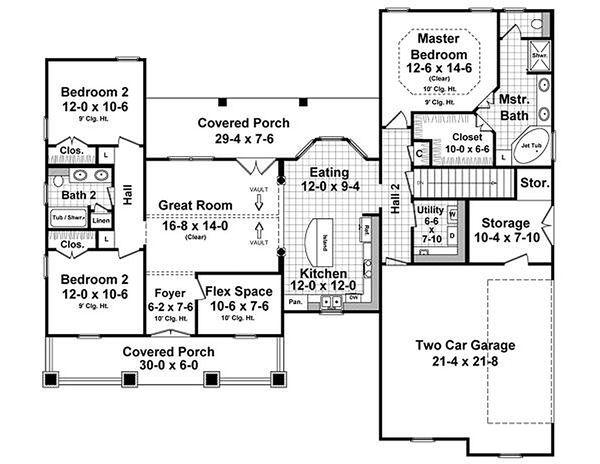 Master
Bedroom
12-6 x 14-6
(Clear)
10' Clg. Ht.
9' Clg. Ht.
Shwr.
Mstr.
Bath
Jet Tub
Closet
10-0 x 6-6
L
C
Bedroom 2
12-0 x 10-6
9' Clg. Ht.
Clos.
L
Covered Porch
29-4 x 7-6
Eating
12-0 x 9-4
Hall
Bath 2
Tub / Shwr.
Linen
Great Room
16-8 x 14-0
(Clear)
VAULT
VAULT
Hall 2
Utility
6-6
x
7-10
W
D
Stor.
Storage
10-4 x 7-10
Island
Ref.
Kitchen
12-0 x 12-0
Pan.
DW
Clos.
L
Bedroom 2
12-0 x 10-6
9' Clg. Ht.
Foyer
6-2 x 7-6
10' Clg. Ht.
Flex Space
10-6 x 7-6
10' Clg. Ht.
Covered Porch
30-0 x 6-0
Two Car Garage
21-4 x 21-8